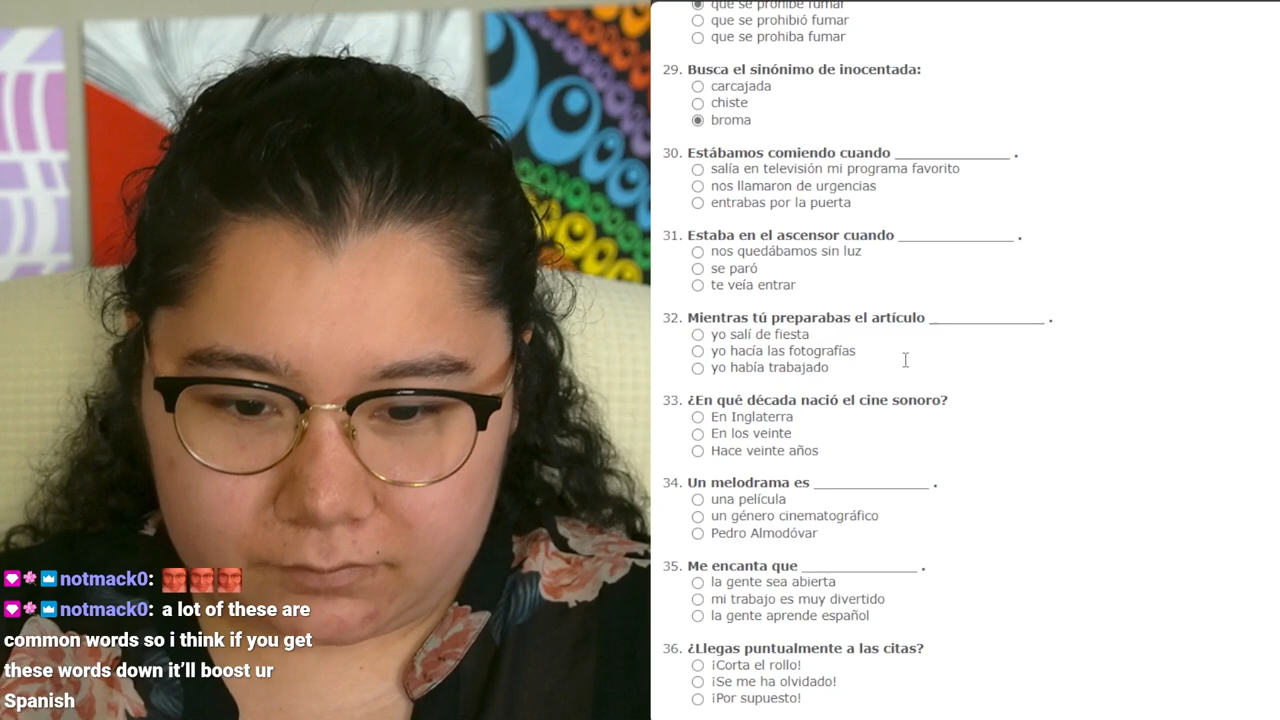 que se prohibe fumar
que se prohibió fumar
que se prohiba fumar
29. Busca el sinónimo de inocentada:
carcajada
chiste
broma
30. Estábamos comiendo cuando _______________ .
salía en televisión mi programa favorito
nos llamaron de urgencias
entrabas por la puerta
31. Estaba en el ascensor cuando _______________ .
nos quedábamos sin luz
se paró
te veía entrar
32. Mientras tú preparabas el artículo _______________ .
yo salí de fiesta
yo hacía las fotografías
yo había trabajado
33. ¿En qué década nació el cine sonoro?
En Inglaterra
En los veinte
Hace veinte años
34. Un melodrama es _______________ .
una película
un género cinematográfico
Pedro Almodóvar
35. Me encanta que _______________ .
la gente sea abierta
mi trabajo es muy divertido
la gente aprende español
36. ¿Llegas puntualmente a las citas?
¡Corta el rollo!
¡Se me ha olvidado!
¡Por supuesto!
notmack0:
notmack0: a lot of these are
common words so i think if you get
these words down it’ll boost ur
Spanish